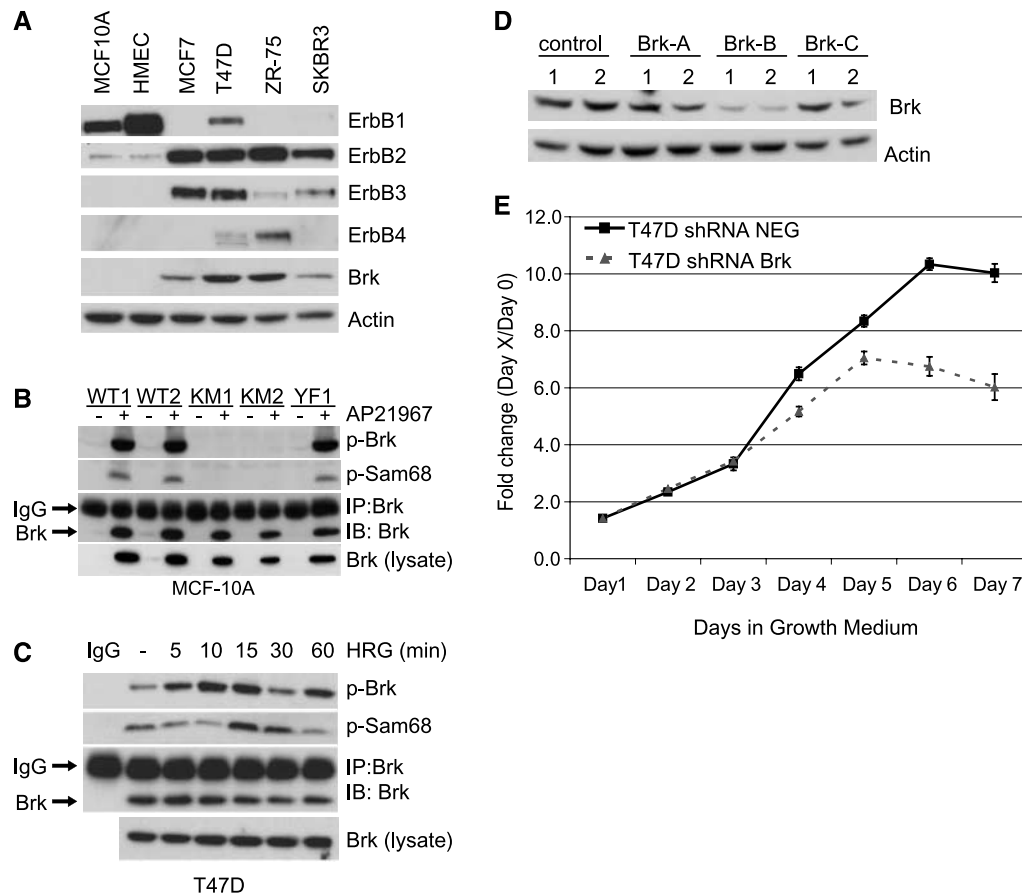 A
MCF10A HMEC MCF7 T47D ZR-75 SKBR3
ErbB1
ErbB2
ErbB3
ErbB4
Brk
Actin
B
WT1 WT2 KM1 KM2 YF1
- + - + - + - + - + AP21967
p-Brk
p-Sam68
IgG IP:Brk
Brk IB: Brk
Brk (lysate)
MCF-10A
C
IgG - 5 10 15 30 60 HRG (min)
p-Brk
p-Sam68
IgG IP:Brk
IB: Brk
Brk
Brk (lysate)
T47D
D
control Brk-A Brk-B Brk-C
1 2 1 2 1 2 1 2
Brk
Actin
E
Fold change (Day X/Day 0)
12.0
10.0
8.0
6.0
4.0
2.0
0.0
T47D shRNA NEG
T47D shRNA Brk
Day1 Day 2 Day 3 Day 4 Day 5 Day 6 Day 7
Days in Growth Medium